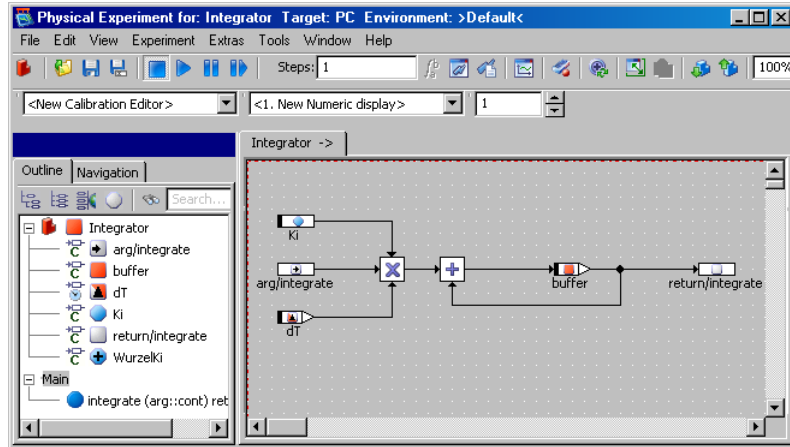 Physical Experiment for: Integrator Target: PC Environment: >Default<
File Edit View Experiment Extras Tools Window Help
Steps: 1
100%
<New Calibration Editor> <1. New Numeric display> 1
Integrator ->
Outline Navigation
Search...
Integrator
arg/integrate
buffer
dT
Ki
return/integrate
WurzelKi
Main
integrate (arg::cont) ret
Ki
arg/integrate buffer return/integrate
dT